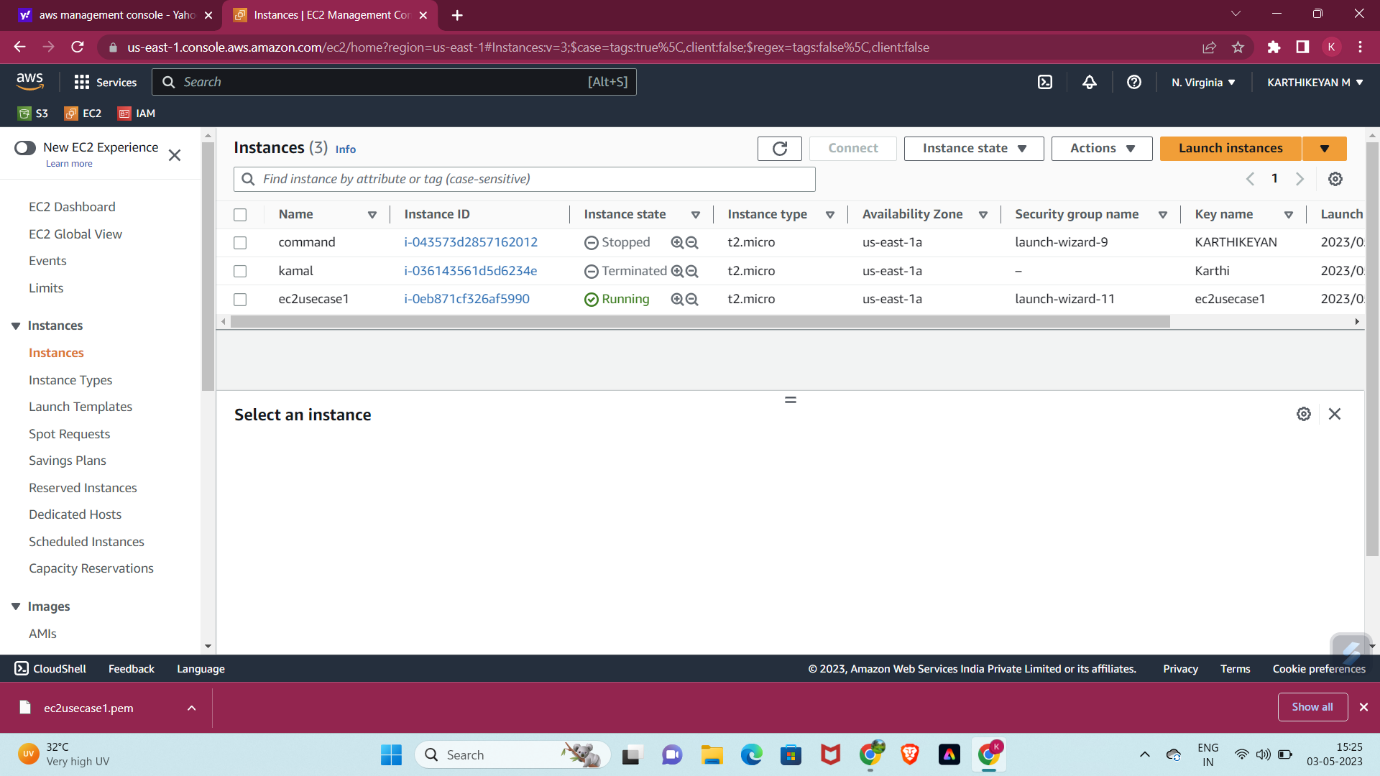 aws management console - Yaho
Instances | EC2 Management Con
us-east-1.console.aws.amazon.com/ec2/home?region=us-east-1#Instances:v=3;$case=tags:true%5C,client:false;$regex=tags:false%5C,client:false
K
aws Services Search [Alt+S] N. Virginia KARTHIKEYAN M
S3 EC2 IAM
New EC2 Experience
Learn more
EC2 Dashboard
EC2 Global View
Events
Limits
Instances
Instances
Instance Types
Launch Templates
Spot Requests
Savings Plans
Reserved Instances
Dedicated Hosts
Scheduled Instances
Capacity Reservations
Images
AMIs
Instances (3) Info Connect Instance state Actions Launch instances
Find instance by attribute or tag (case-sensitive) 1
Name Instance ID Instance state Instance type Availability Zone Security group name Key name Launch
command i-043573d2857162012 Stopped t2.micro us-east-1a launch-wizard-9 KARTHIKEYAN 2023/0
kamal i-036143561d5d6234e Terminated t2.micro us-east-1a – Karthi 2023/0
ec2usecase1 i-0eb871cf326af5990 Running t2.micro us-east-1a launch-wizard-11 ec2usecase1 2023/0
Select an instance
CloudShell Feedback Language © 2023, Amazon Web Services India Private Limited or its affiliates. Privacy Terms Cookie preferences
ec2usecase1.pem Show all
UV 32°C
Very high UV
Search
K
ENG
IN
15:25
03-05-2023